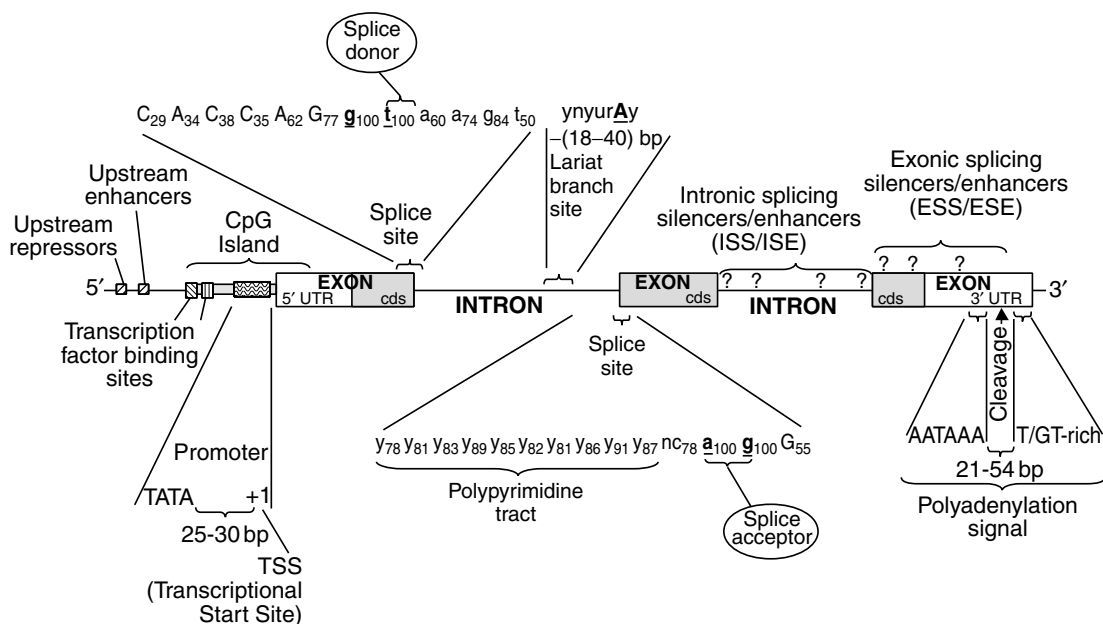 Splice
donor
C29 A34 C38 C35 A62 G77 g100 t100 a60 a74 g84 t50
ynyurAy
–(18–40) bp
Lariat
branch
site
Upstream
enhancers
Upstream
repressors
CpG
Island
Splice
site
Intronic splicing
silencers/enhancers
(ISS/ISE)
Exonic splicing
silencers/enhancers
(ESS/ESE)
? ? ? ? ? ? ?
5′ EXON EXON EXON 3′
5′ UTR cds INTRON cds INTRON cds 3′ UTR
Transcription
factor binding
sites
Splice
site
Cleavage
Promoter
TATA +1
25-30 bp
TSS
(Transcriptional
Start Site)
y78 y81 y83 y89 y85 y82 y81 y86 y91 y87 nc78 a100 g100 G55
Polypyrimidine
tract
Splice
acceptor
AATAAA T/GT-rich
21-54 bp
Polyadenylation
signal